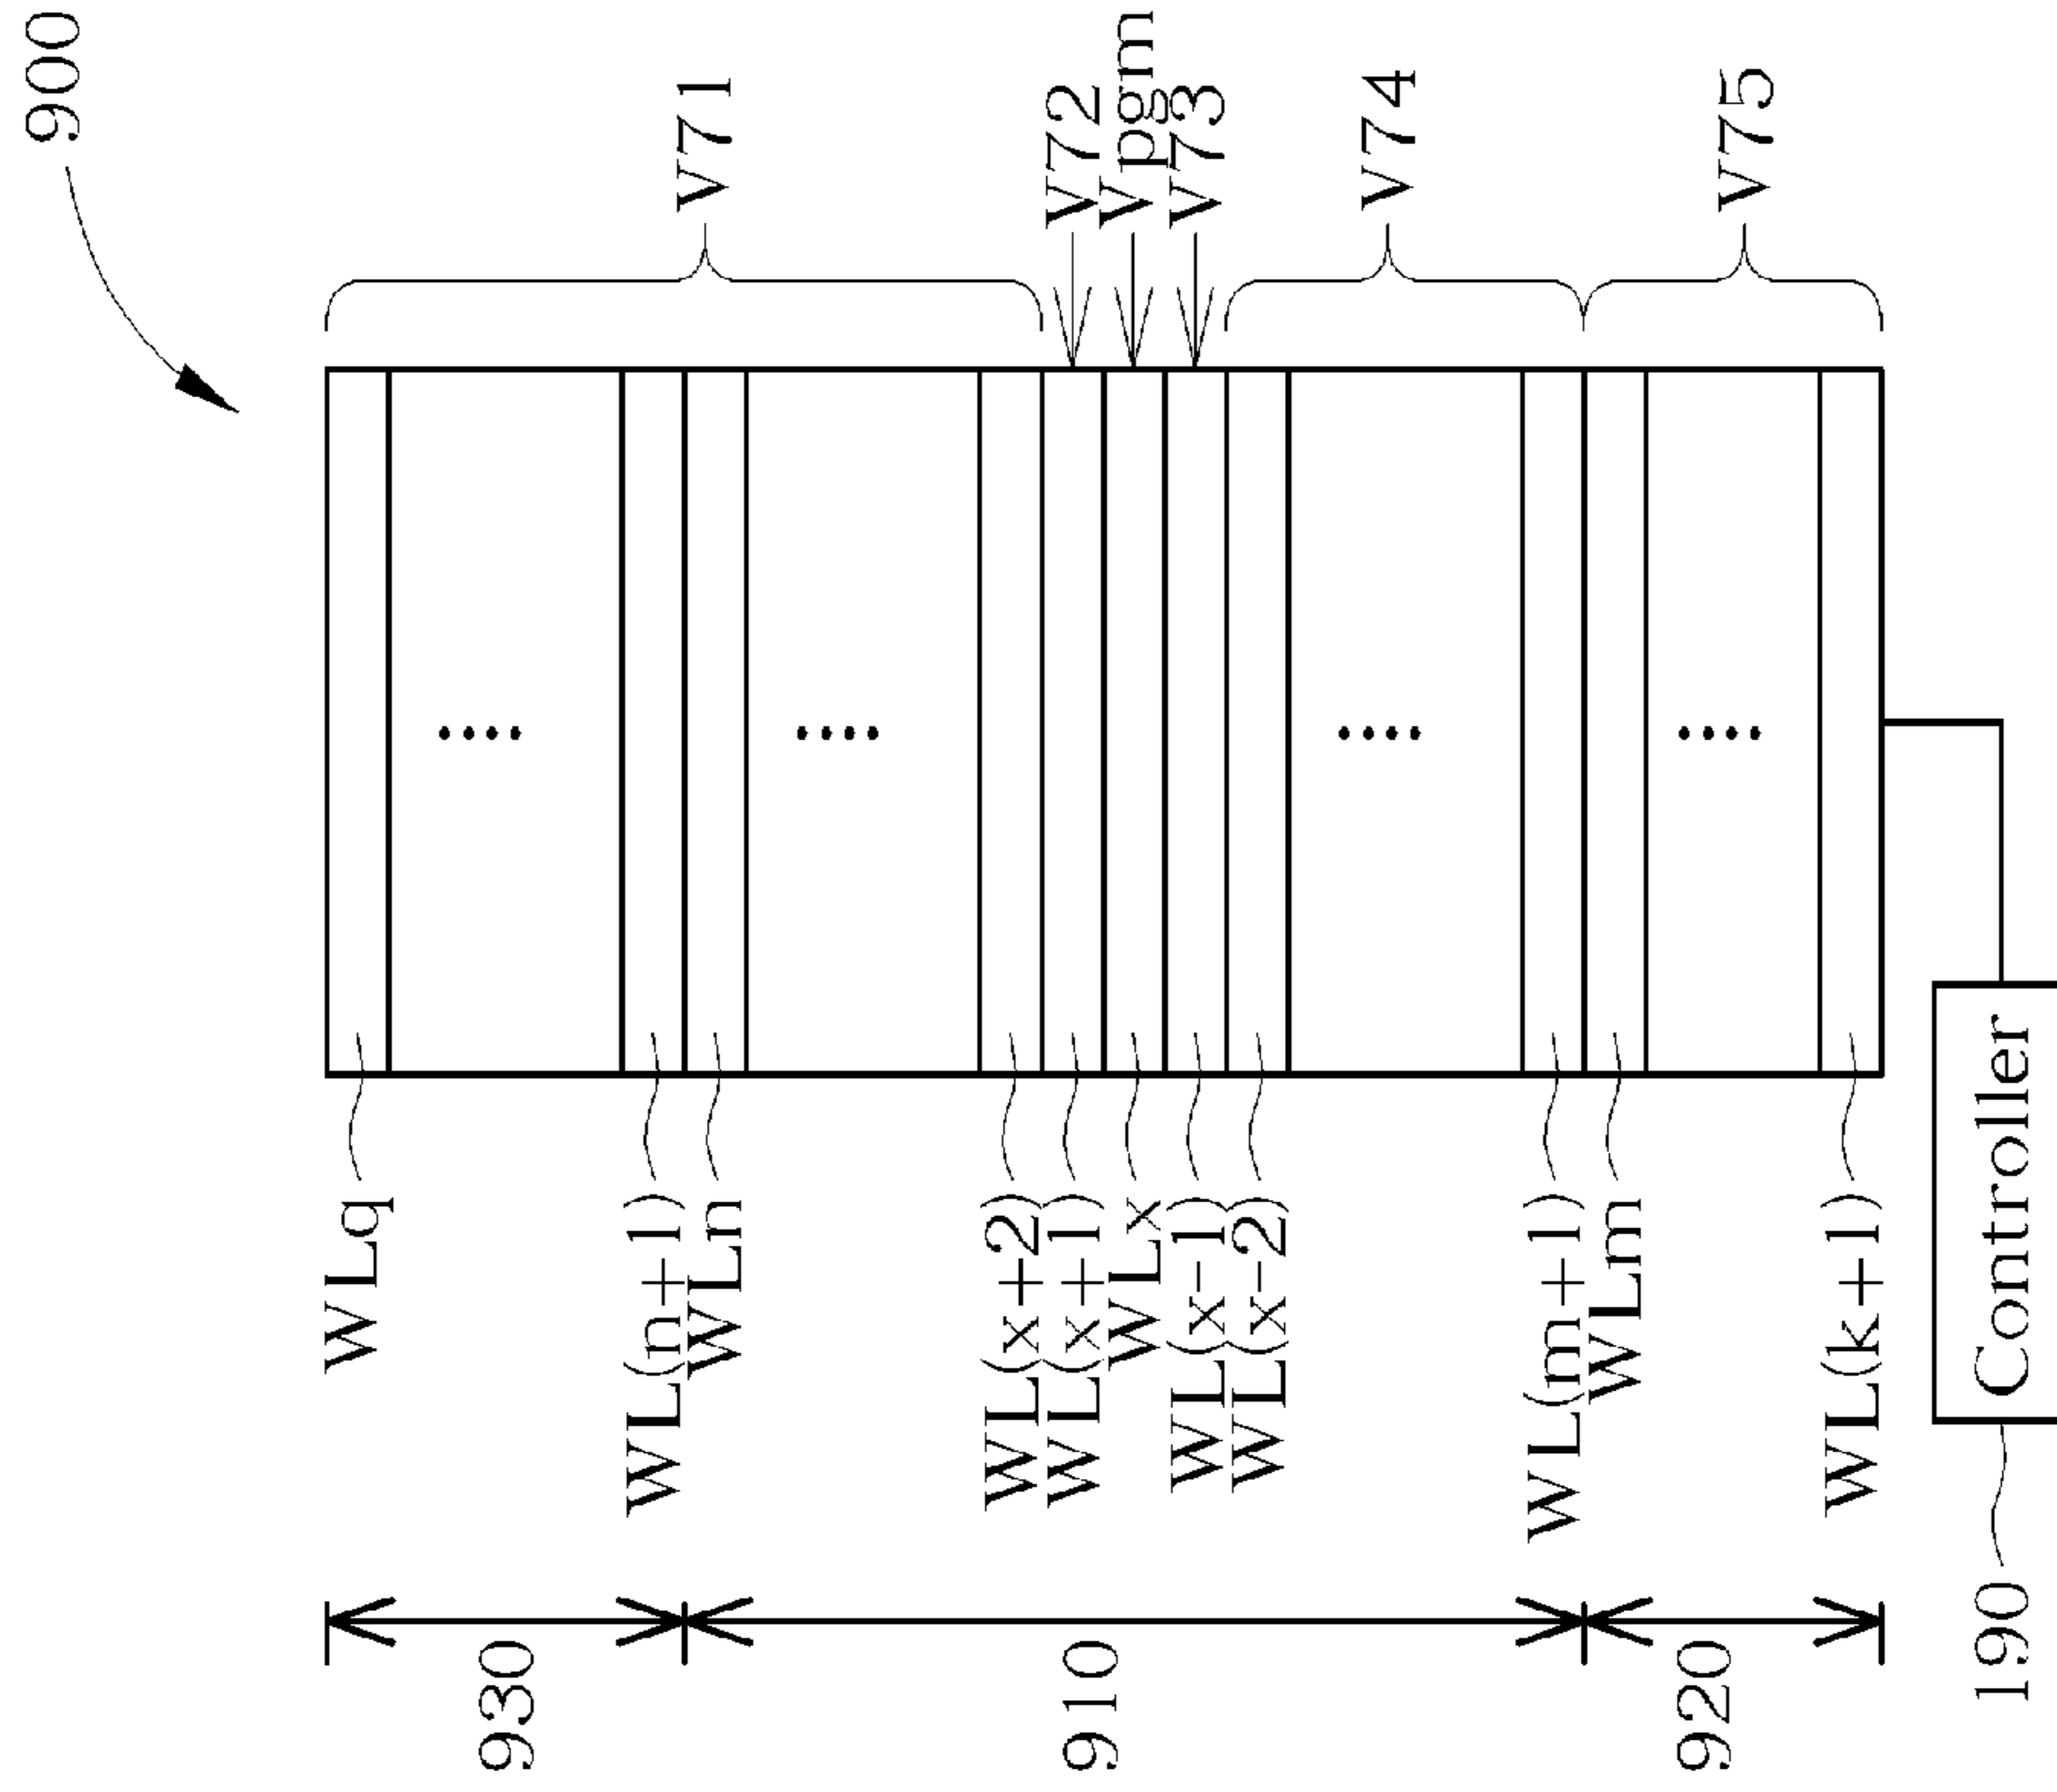 900
WLq
WL(n+1)
WLn
WL(x+2)
WL(x+1)
WLx
WL(x-1)
WL(x-2)
WL(m+1)
WLm
WL(k+1)
V71
V72
Vpgm
V73
V74
V75
930
910
920
Controller
190